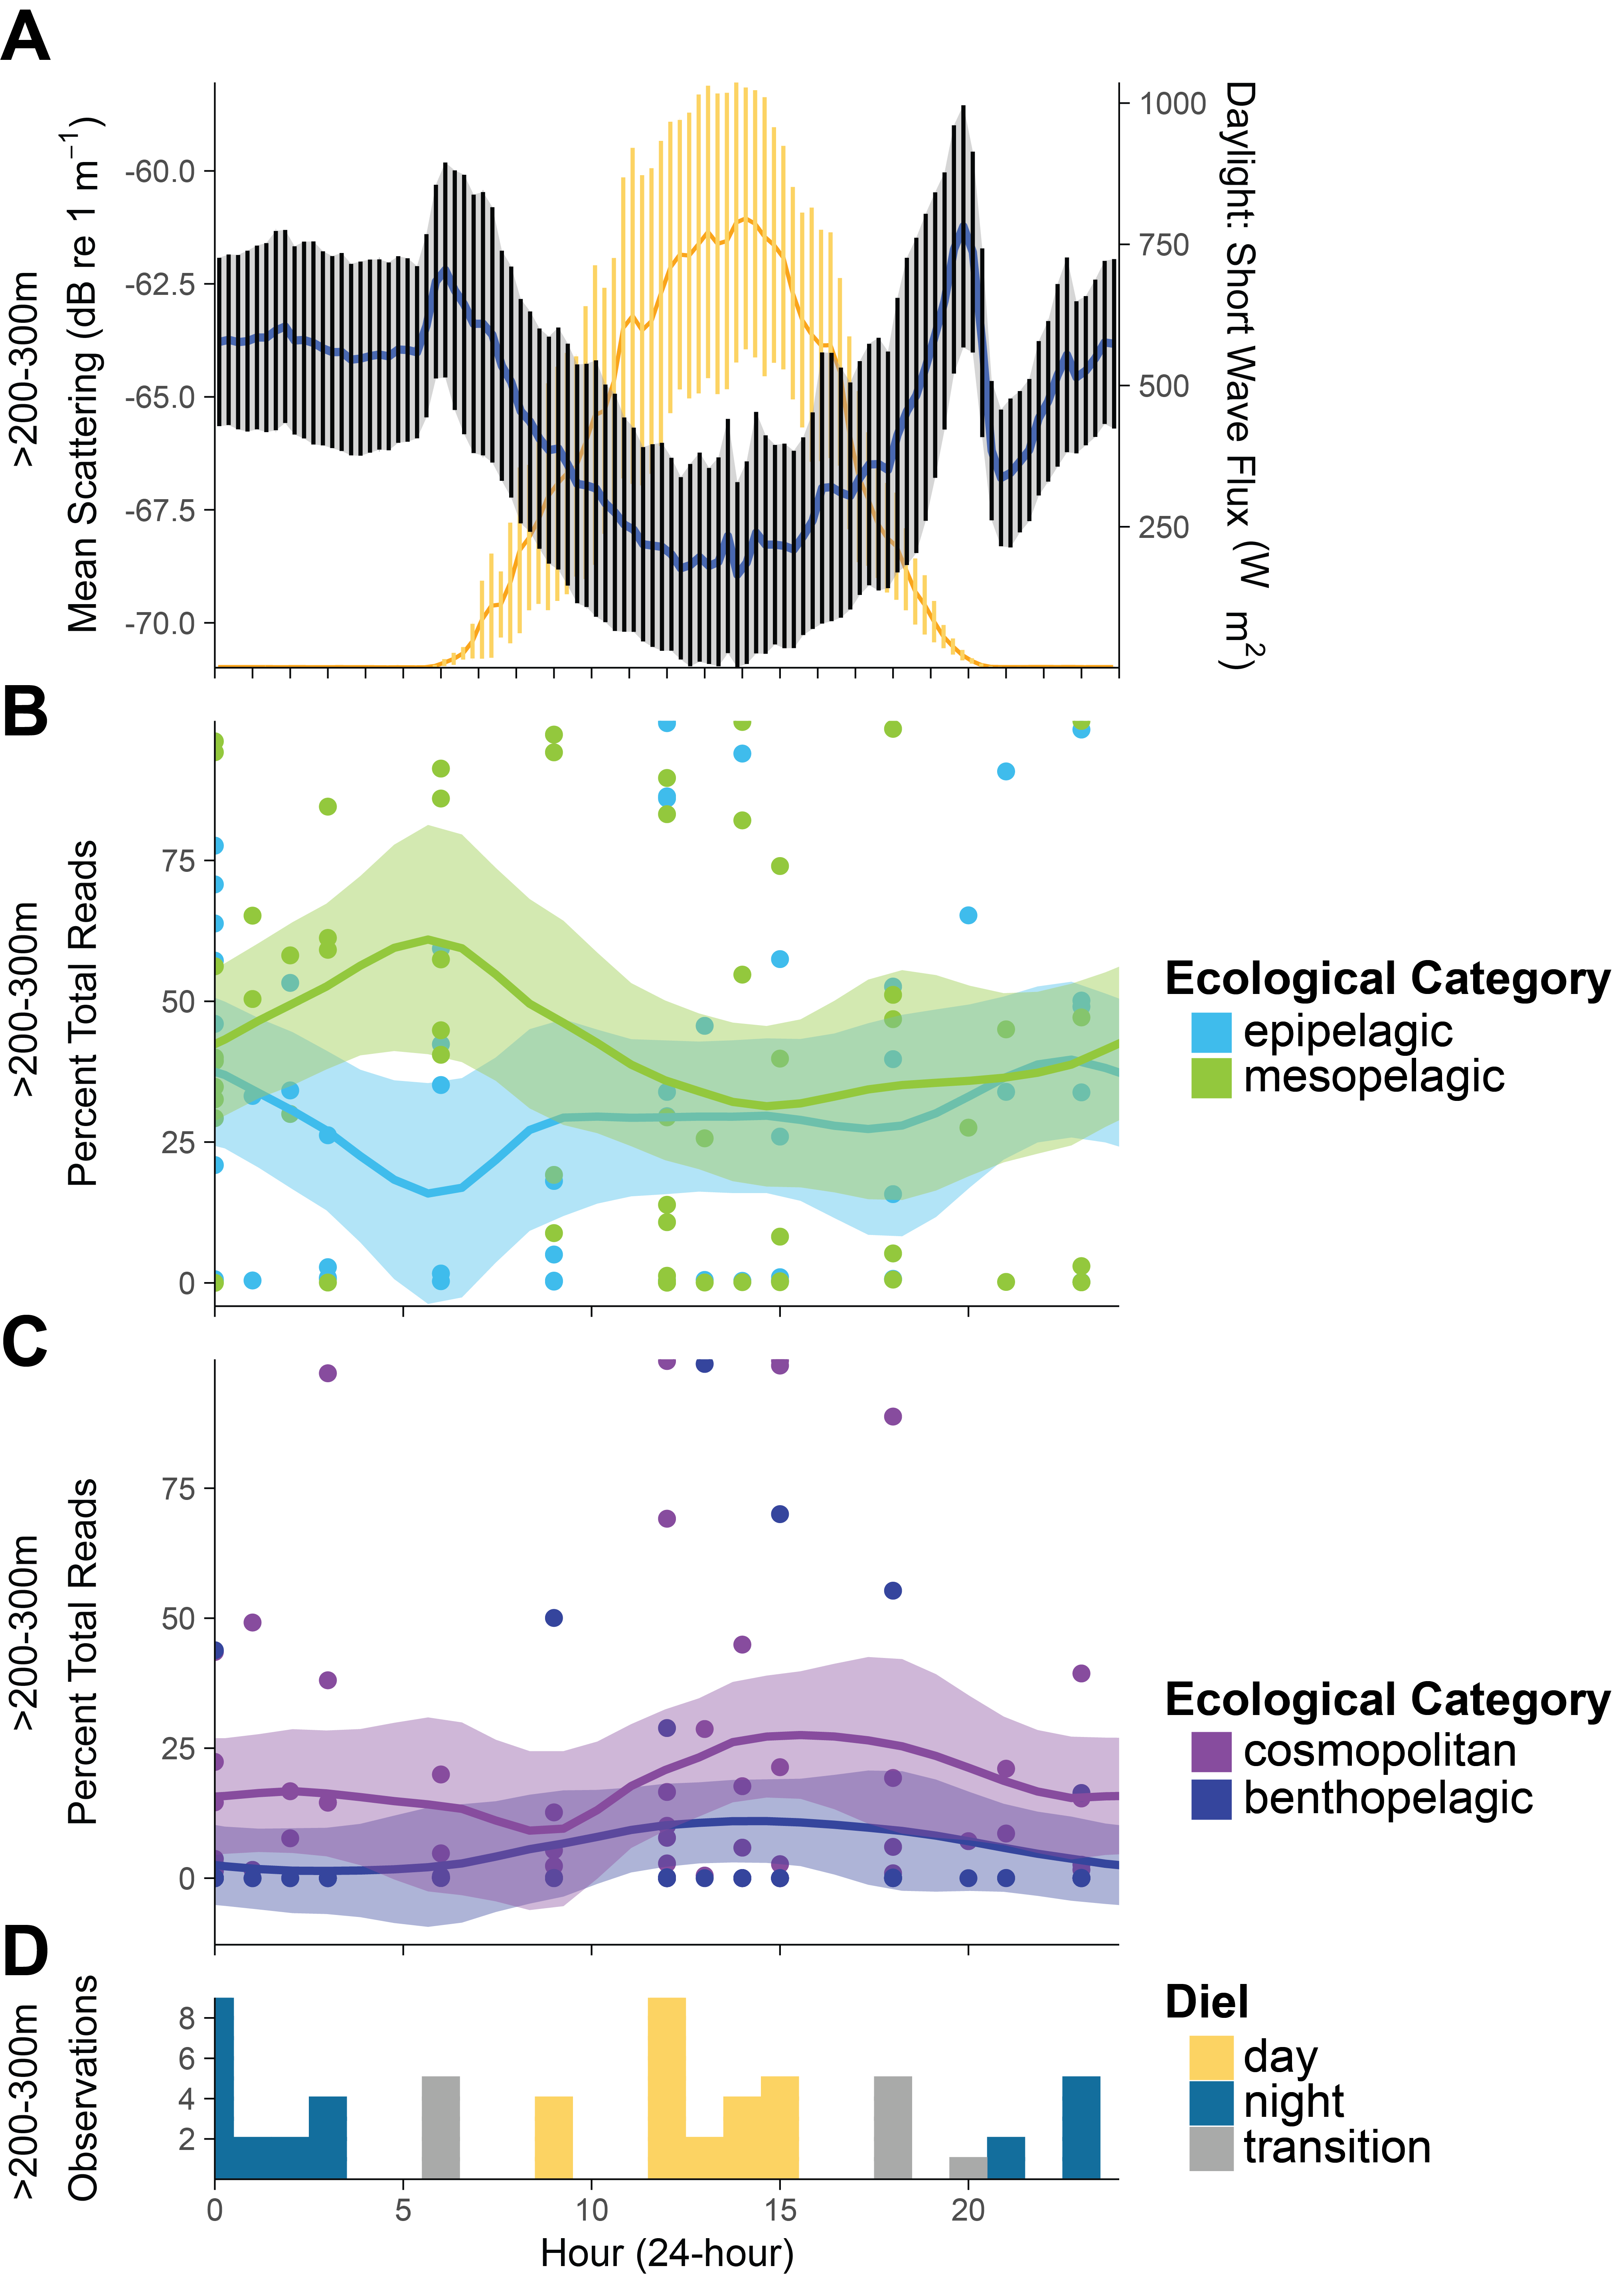 A
>200-300m
Mean Scattering (dB re 1 m⁻¹)
-60.0
-62.5
-65.0
-67.5
-70.0
1000
750
500
250
Daylight: Short Wave Flux (W m²)
B
>200-300m
Percent Total Reads
75
50
25
0
Ecological Category
epipelagic
mesopelagic
C
>200-300m
Percent Total Reads
75
50
25
0
Ecological Category
cosmopolitan
benthopelagic
D
>200-300m
Observations
8
6
4
2
0 5 10 15 20
Hour (24-hour)
Diel
day
night
transition